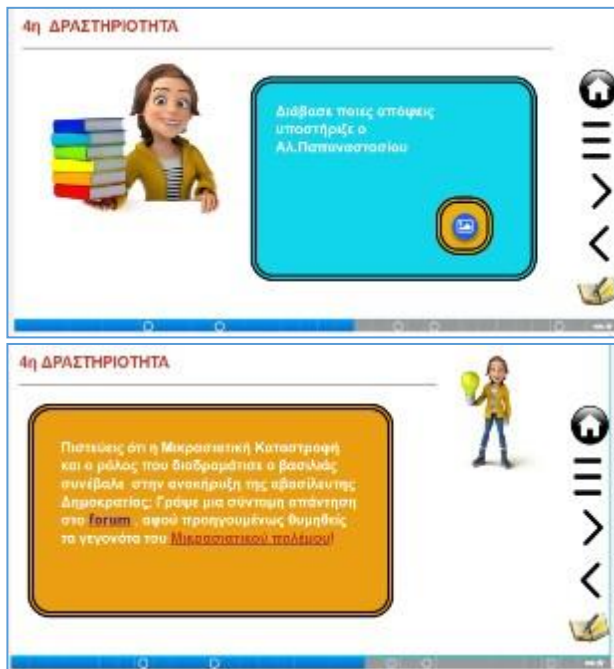 4η ΔΡΑΣΤΗΡΙΟΤΗΤΑ
Διάβασε ποιες απόψεις
υποστήριζε ο
Αλ.Παπαναστασίου
4η ΔΡΑΣΤΗΡΙΟΤΗΤΑ
Πιστεύεις ότι η Μικρασιατική Καταστροφή
και ο ρόλος που διαδραμάτισε ο βασιλιάς
συνέβαλε στην ανακήρυξη της αβασίλευτης
Δημοκρατίας; Γράψε μια σύντομη απάντηση
στο forum αφού προηγουμένως θυμηθείς
τα γεγονότα του Μικρασιατικού πολέμου!